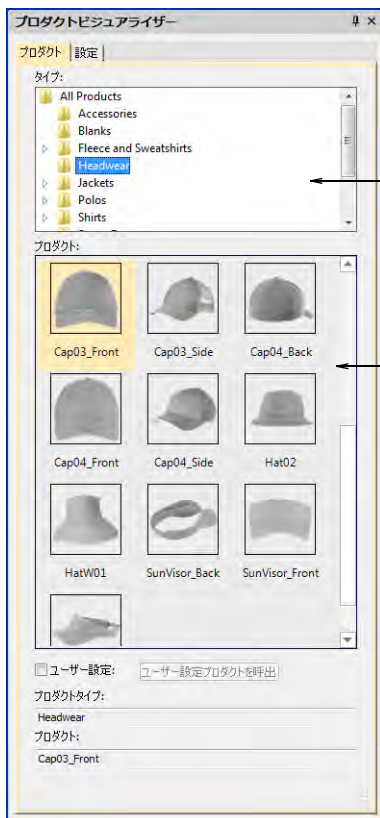 プロダクトビジュアライザー
プロダクト 設定
タイプ:
All Products
Accessories
Blanks
Fleece and Sweatshirts
Headwear
Jackets
Polos
Shirts
プロダクト:
Cap03_Front Cap03_Side Cap04_Back
Cap04_Front Cap04_Side Hat02
HatW01 SunVisor_Back SunVisor_Front
ユーザー設定: ユーザー設定プロダクトを呼出
プロダクトタイプ:
Headwear
プロダクト:
Cap03_Front